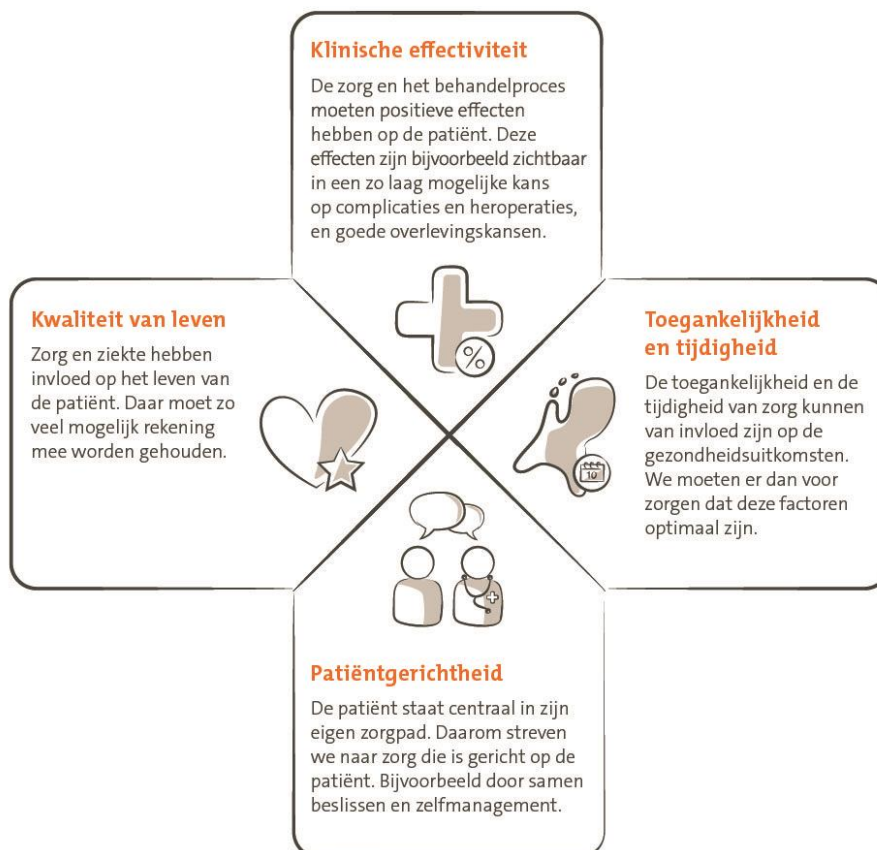 Klinische effectiviteit
De zorg en het behandelproces
moeten positieve effecten
hebben op de patiënt. Deze
effecten zijn bijvoorbeeld zichtbaar
in een zo laag mogelijke kans
op complicaties en heroperaties,
en goede overlevingskansen.
%
Kwaliteit van leven
Zorg en ziekte hebben
invloed op het leven van
de patiënt. Daar moet zo
veel mogelijk rekening
mee worden gehouden.
Toegankelijkheid
en tijdigheid
De toegankelijkheid en de
tijdigheid van zorg kunnen
van invloed zijn op de
gezondheidsuitkomsten.
We moeten er dan voor
zorgen dat deze factoren
optimaal zijn.
10
Patiëntgerichtheid
De patiënt staat centraal in zijn
eigen zorgpad. Daarom streven
we naar zorg die is gericht op de
patiënt. Bijvoorbeeld door samen
beslissen en zelfmanagement.